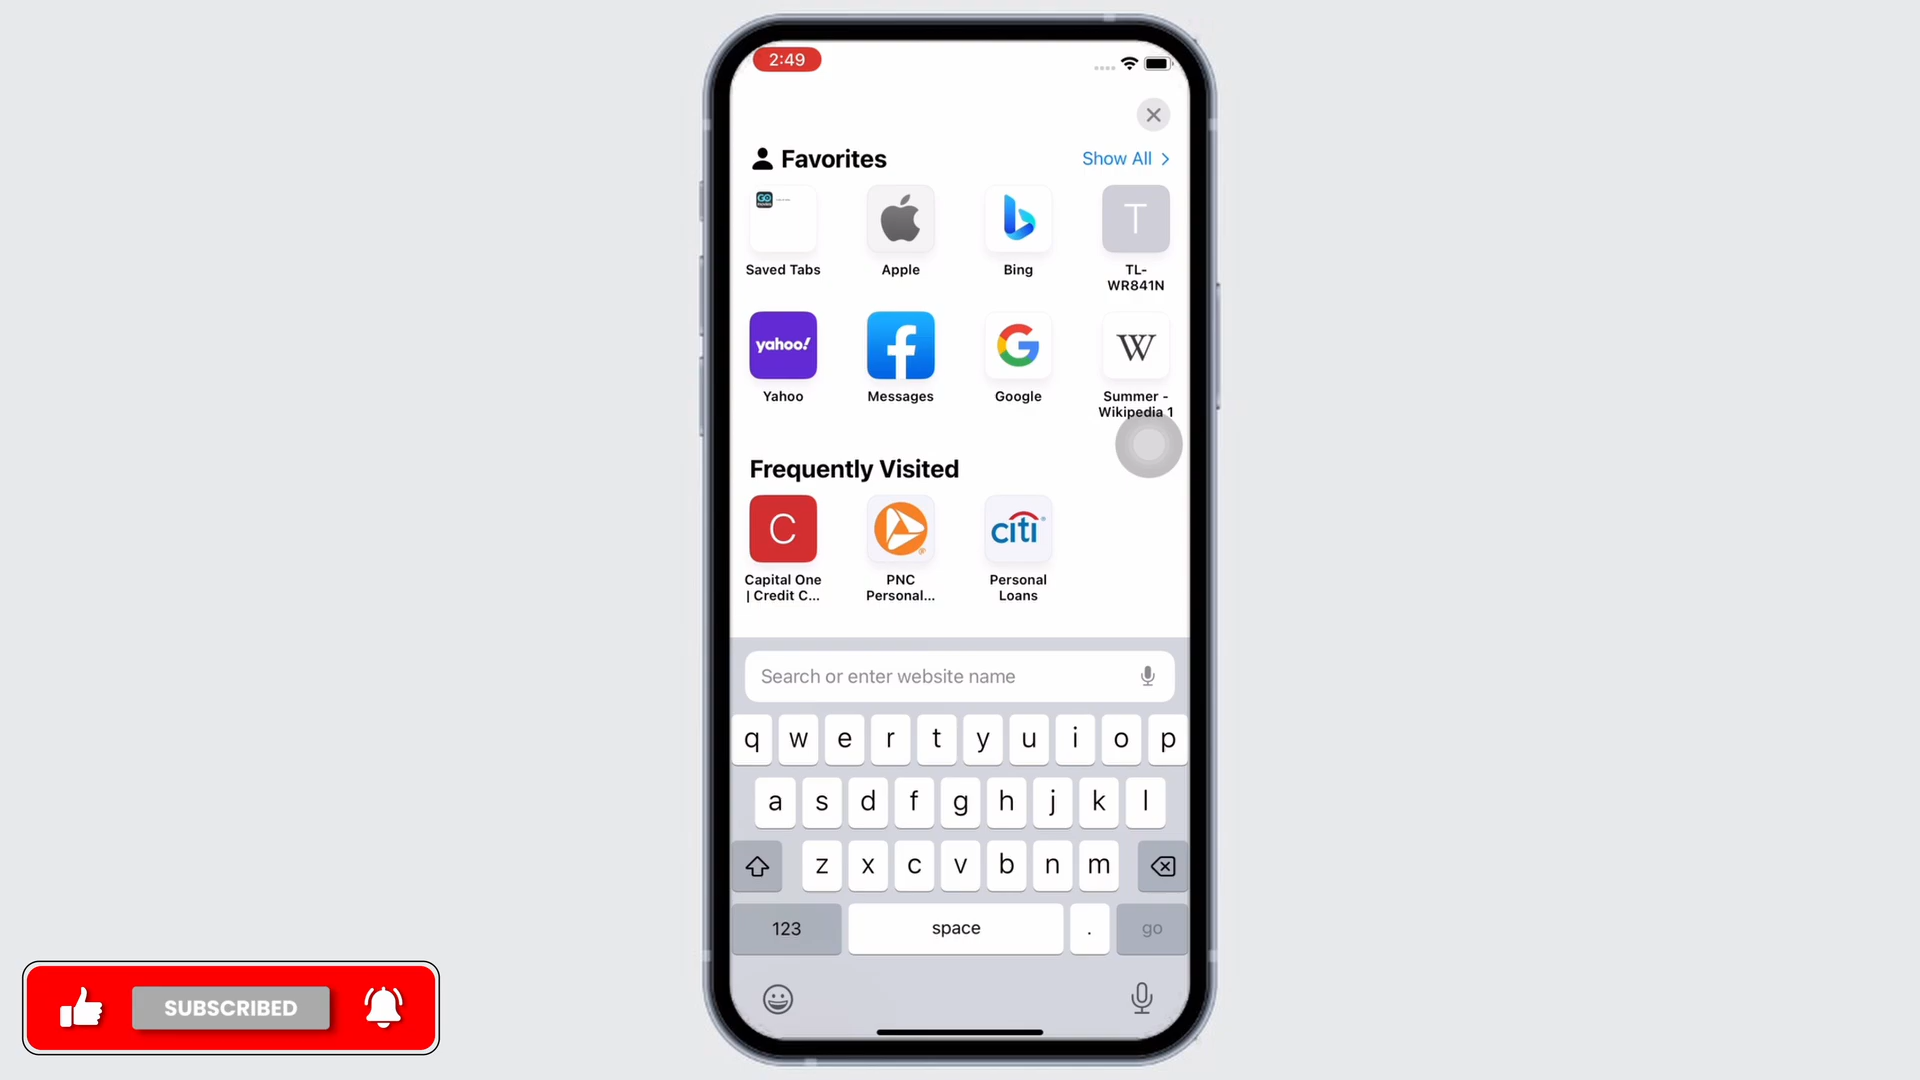 2:49
Favorites
Show All
GO
Saved Tabs
Apple
Bing
T
TL-
WR841N
yahoo!
f
G
W
Yahoo
Messages
Google
Summer -
Wikipedia 1
Frequently Visited
C
citi
Capital One
| Credit C...
PNC
Personal...
Personal
Loans
Search or enter website name
q w e r t y u i o p
a s d f g h j k l
z x c v b n m
123
space
.
go
SUBSCRIBED